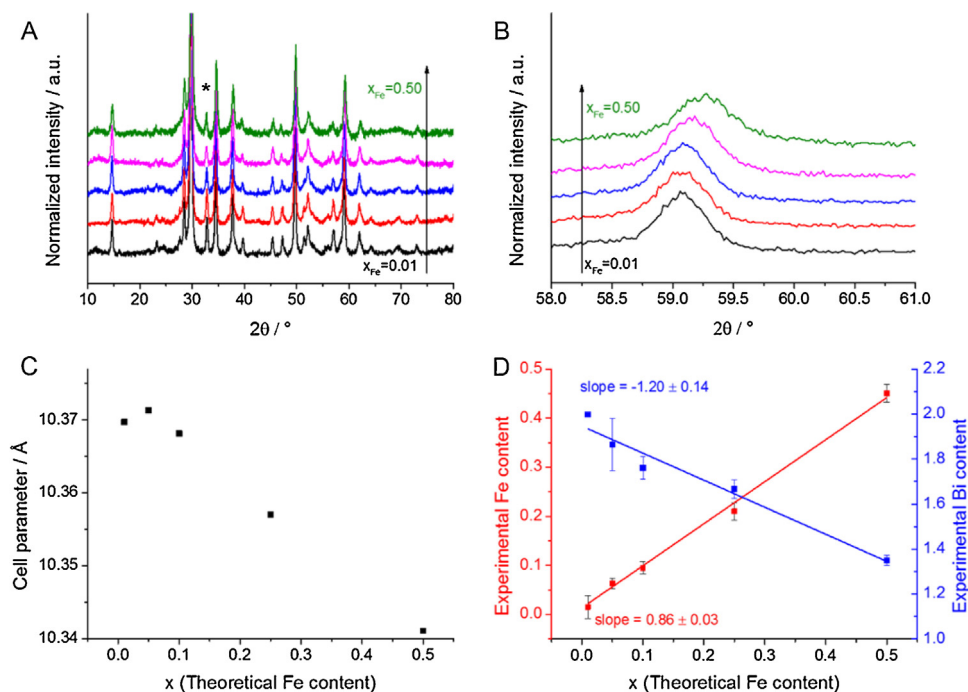 A
Normalized intensity / a.u.
*
xFe=0.50
xFe=0.01
10 20 30 40 50 60 70 80
2θ / °
B
Normalized intensity / a.u.
xFe=0.50
xFe=0.01
58.0 58.5 59.0 59.5 60.0 60.5 61.0
2θ / °
C
Cell parameter / Å
10.37
10.36
10.35
10.34
0.0 0.1 0.2 0.3 0.4 0.5
x (Theoretical Fe content)
D
Experimental Fe content
0.5
0.4
0.3
0.2
0.1
0.0
slope = -1.20 ± 0.14
slope = 0.86 ± 0.03
2.2
2.0
1.8
1.6
1.4
1.2
1.0
Experimental Bi content
0.0 0.1 0.2 0.3 0.4 0.5
x (Theoretical Fe content)